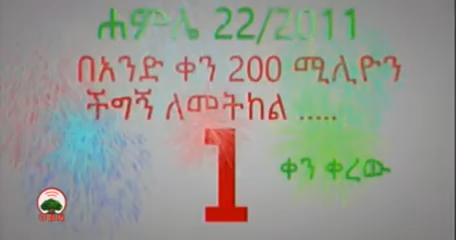 ሐምሌ 22/2011
በአንድ ቀን 200 ሚሊዮን
ችግኝ ለመትከል .....
1
ቀን ቀረው